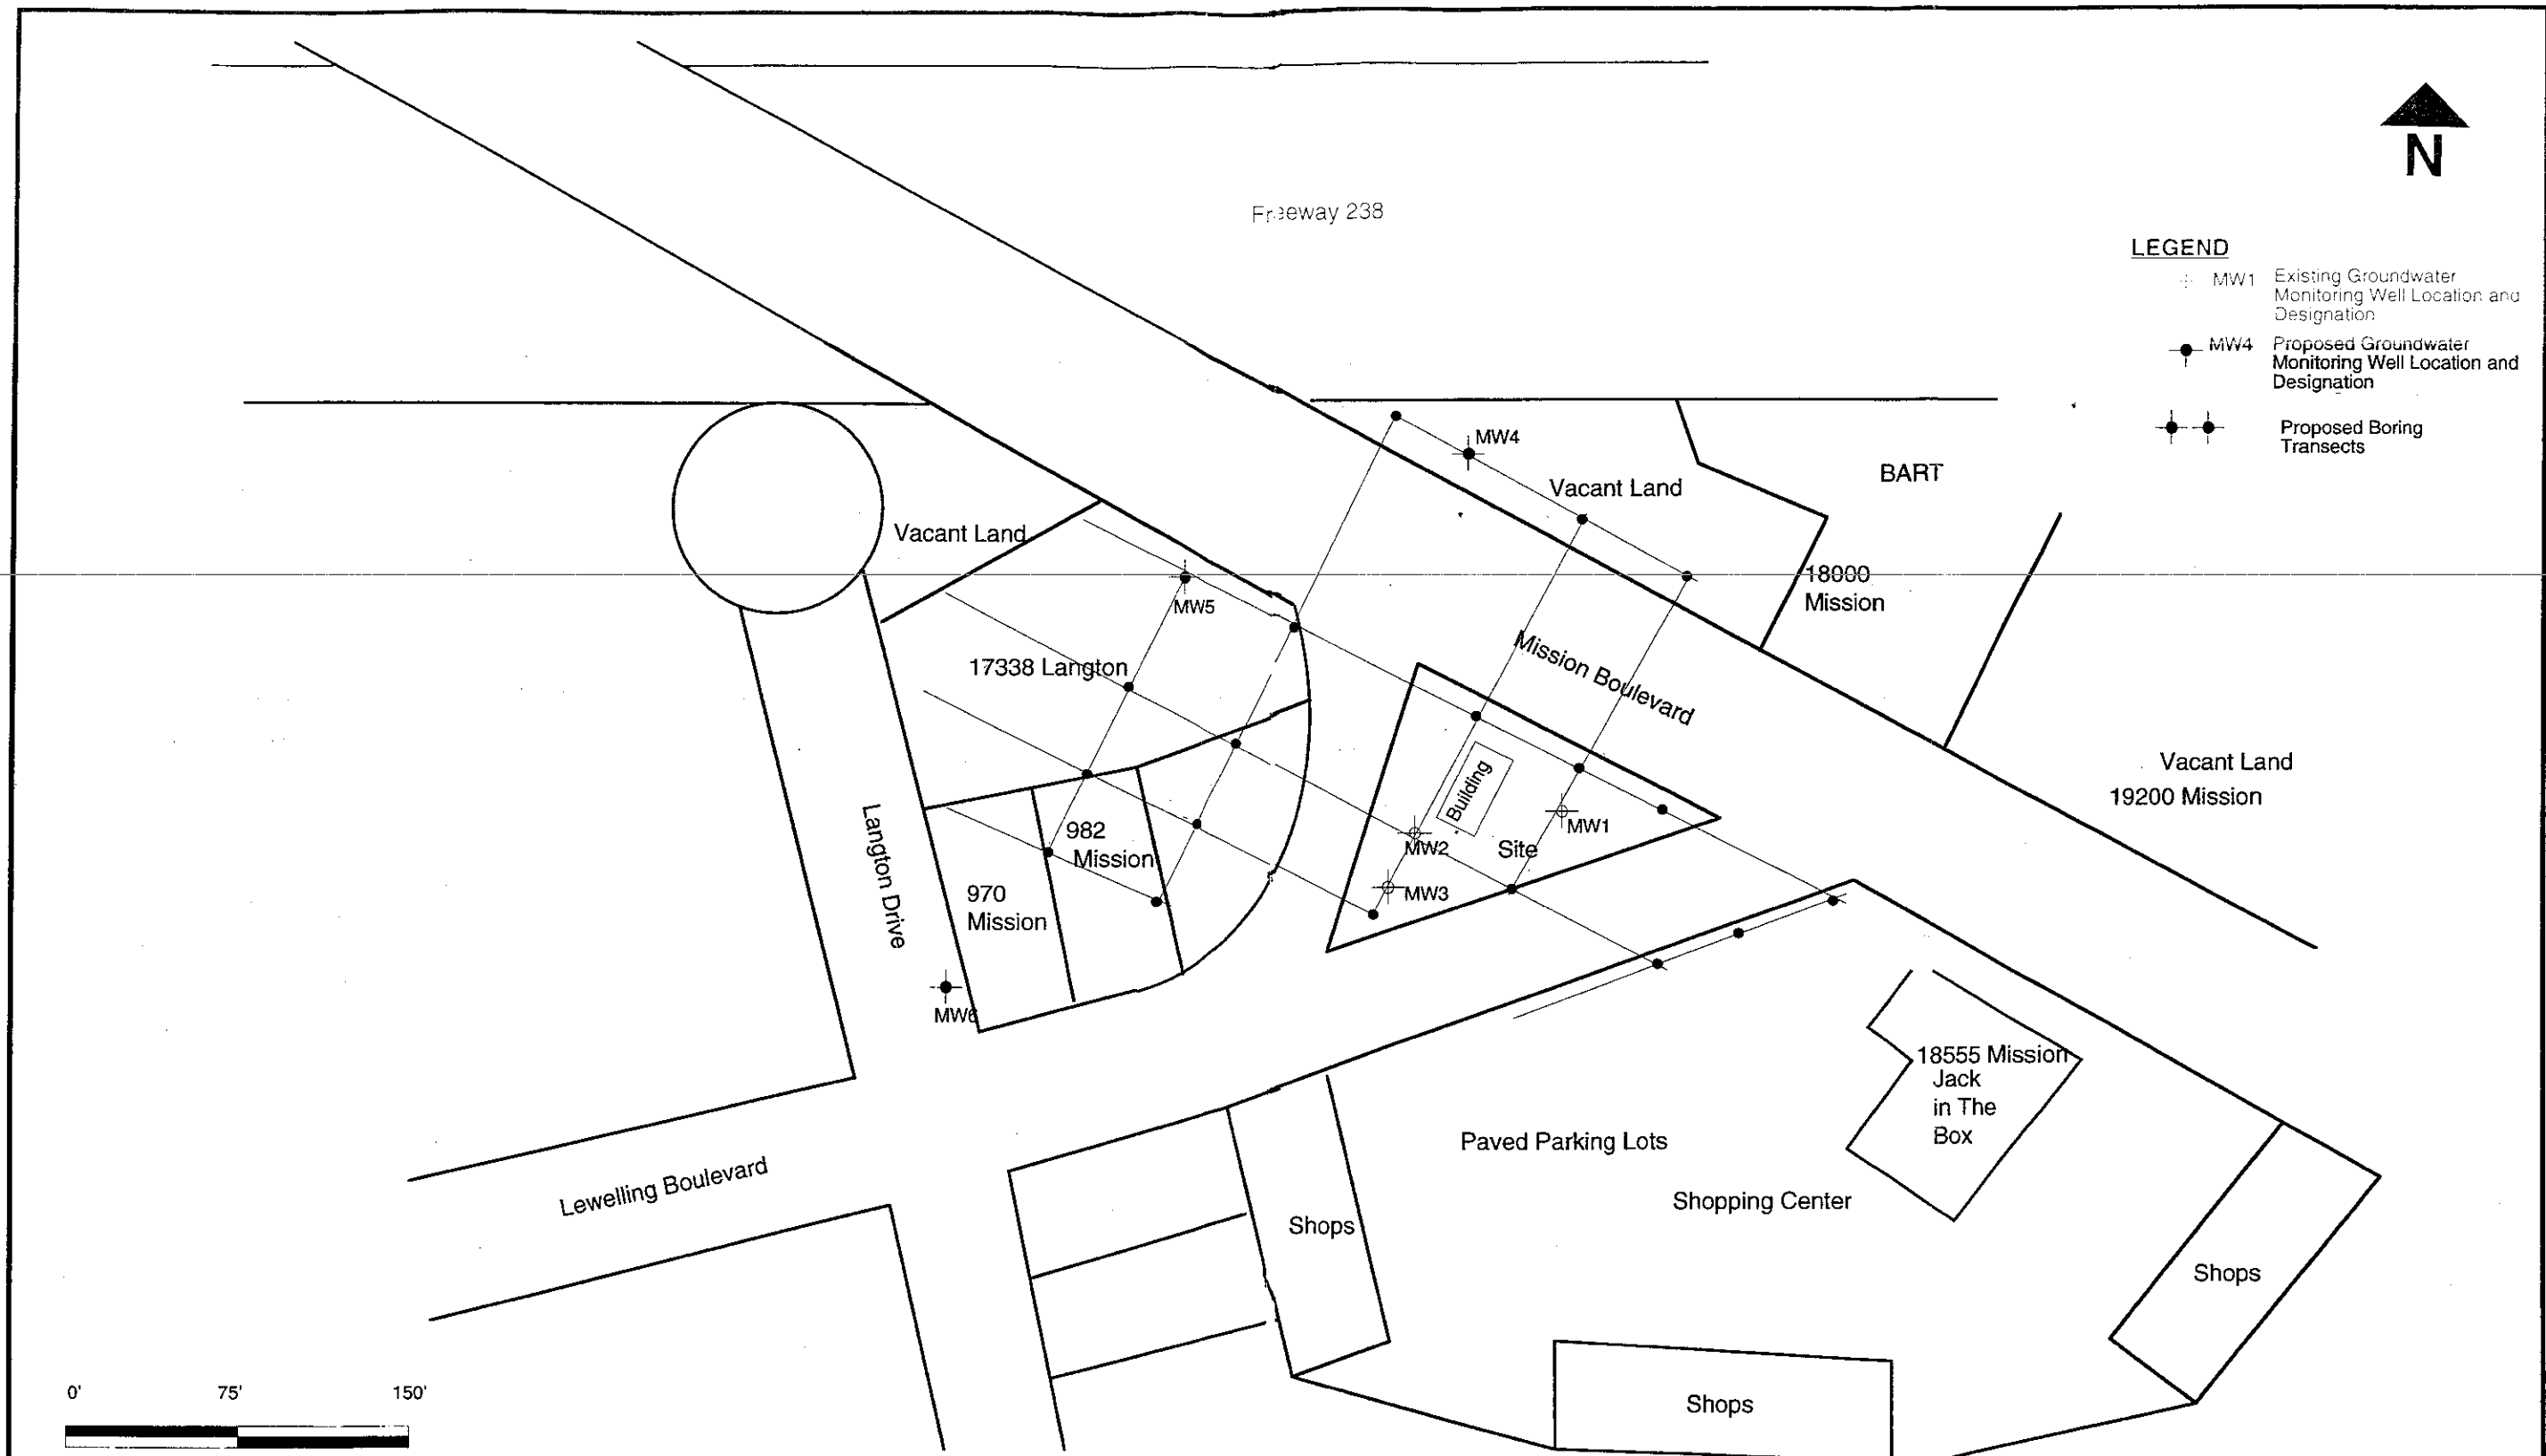 N
Freeway 238
LEGEND
MW1 Existing Groundwater
Monitoring Well Location and
Designation
MW4 Proposed Groundwater
Monitoring Well Location and
Designation
Proposed Boring
Transects
MW4
Vacant Land
BART
Vacant Land
18000
Mission
MW5
Mission Boulevard
17338 Langton
Vacant Land
19200 Mission
Building
MW1
MW2
Site
MW3
982
Mission
970
Mission
Langton Drive
MW6
18555 Mission
Jack
in The
Box
Paved Parking Lots
Lewelling Boulevard
Shopping Center
Shops
Shops
Shops
0' 75' 150'